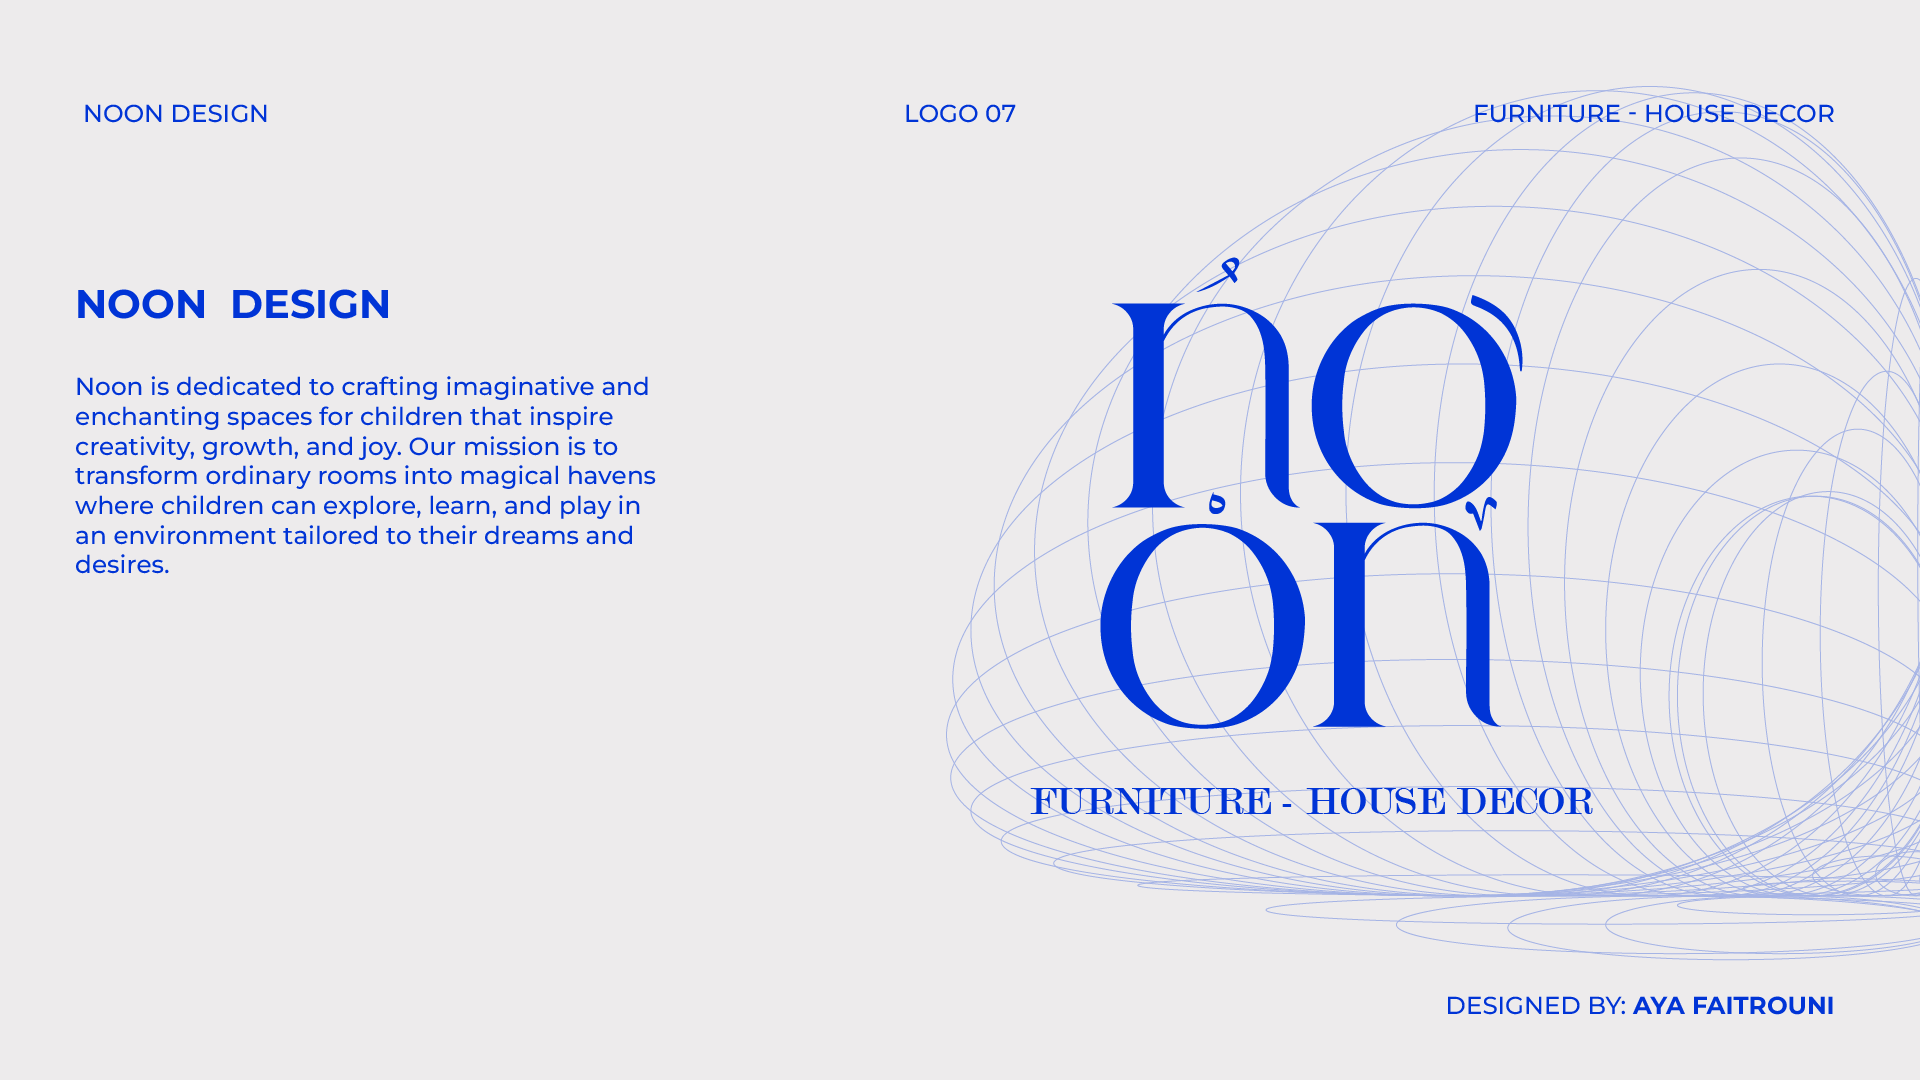 NOON DESIGN
LOGO 07
FURNITURE - HOUSE DECOR
NOON DESIGN
Noon is dedicated to crafting imaginative and
enchanting spaces for children that inspire
creativity, growth, and joy. Our mission is to
transform ordinary rooms into magical havens
where children can explore, learn, and play in
an environment tailored to their dreams and
desires.
no
on
FURNITURE - HOUSE DECOR
DESIGNED BY: AYA FAITROUNI